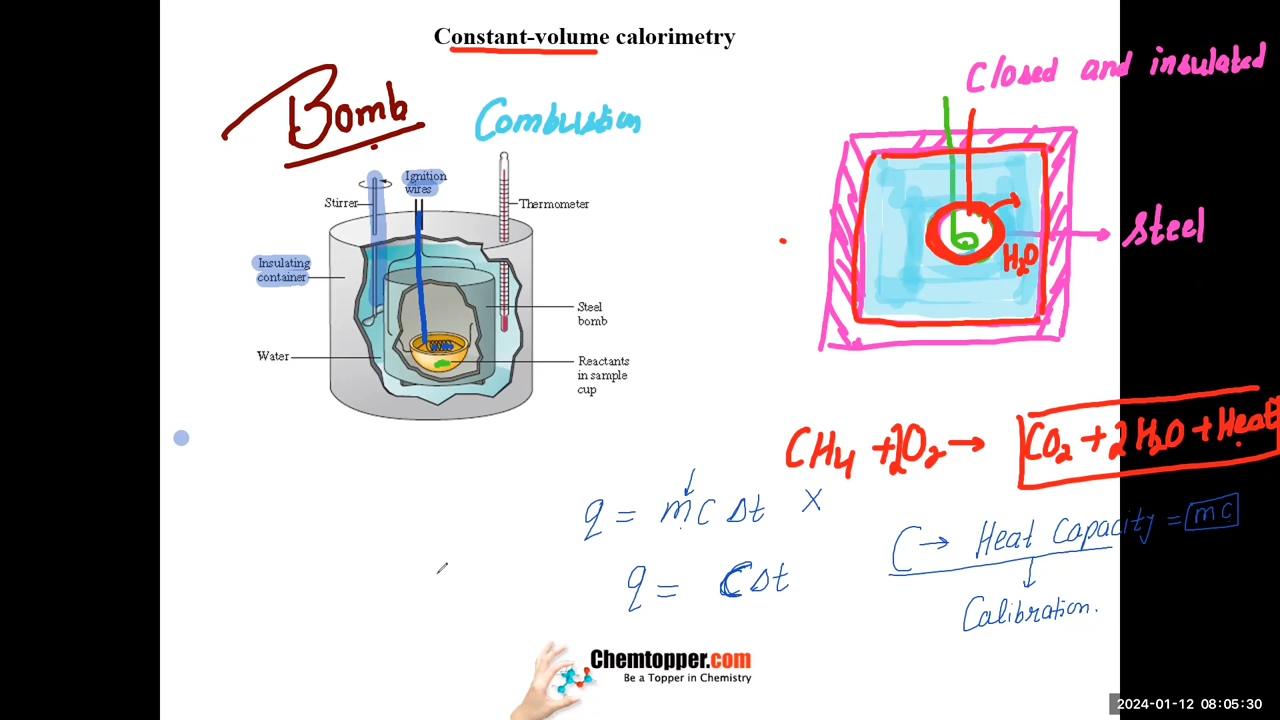 Constant-volume calorimetry
Closed and insulated
Bomb
Combustion
Ignition
wires
Stirrer
Thermometer
Steel
Insulating
container
H₂O
Steel
bomb
Water
Reactants
in sample
cup
CH₄ + 2O₂ → CO₂ + 2H₂O + Heat
q = mC Δt X
C → Heat Capacity = mc
q = CΔt
Calibration.
Chemtopper.com
Be a Topper in Chemistry
2024-01-12 08:05:30